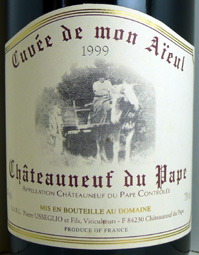 Cuvée de mon Aïeul
1999
Châteauneuf du Pape
APPELLATION CHÂTEAUNEUF DU PAPE CONTRÔLÉE
MIS EN BOUTEILLE AU DOMAINE
Pierre USSEGLIO et Fils, Viticulteurs - F 84230 Châteauneuf du Pape
PRODUCE OF FRANCE